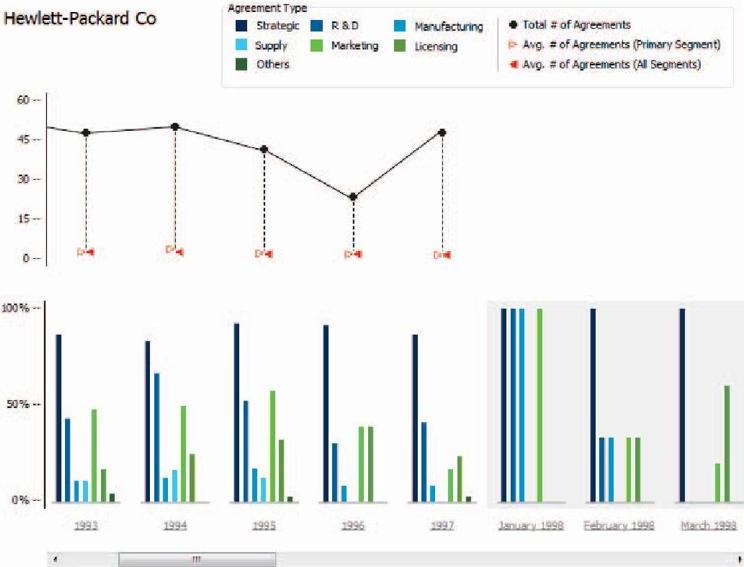 Hewlett-Packard Co
Agreement Type
Strategic R & D Manufacturing
Supply Marketing Licensing
Others
Total # of Agreements
Avg. # of Agreements (Primary Segment)
Avg. # of Agreements (All Segments)
60
45
30
15
0
100%
50%
0%
1993 1994 1995 1996 1997 January 1998 February 1998 March 1998